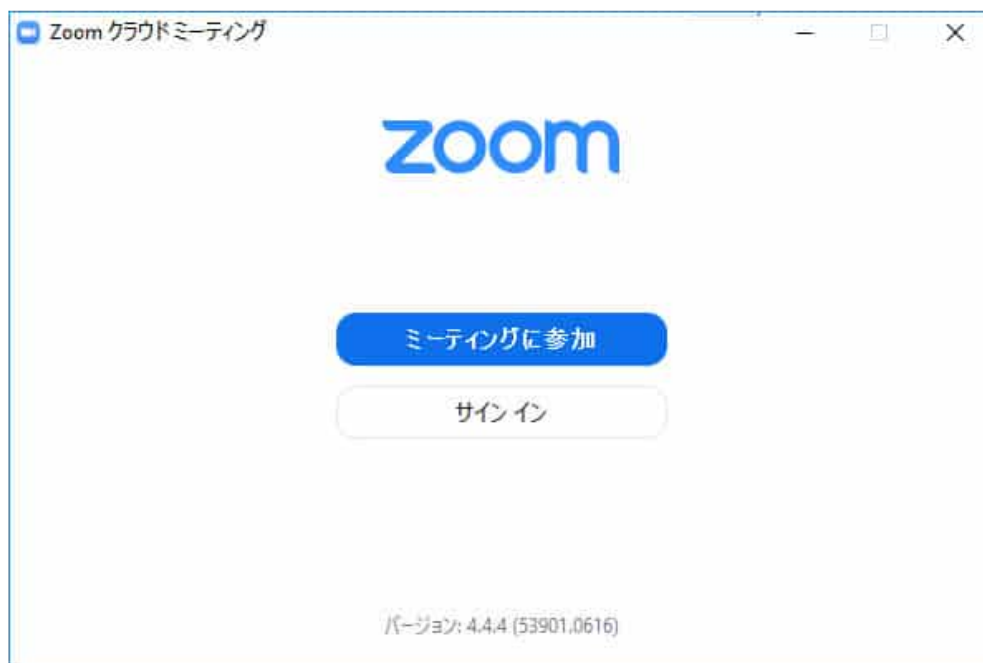 Zoom クラウドミーティング
zoom
ミーティングに参加
サイン イン
バージョン: 4.4.4 (53901.0616)